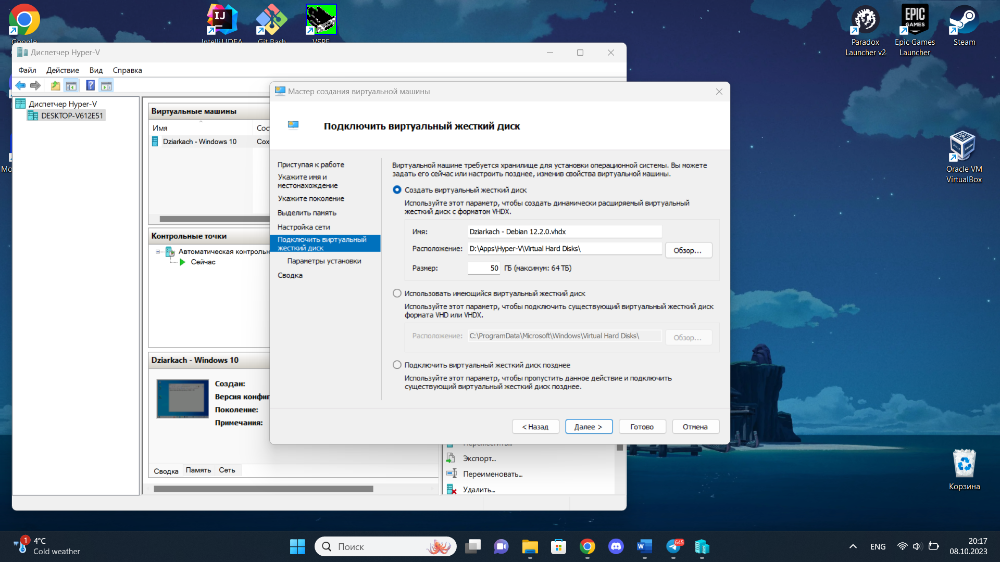 Google
IntelliJ IDEA
Git Bash
VSPE
Paradox
Launcher v2
Epic Games
Launcher
EPIC
GAMES
Steam
Диспетчер Hyper-V
Файл Действие Вид Справка
Диспетчер Hyper-V
DESKTOP-V612E51
Виртуальные машины
Имя
Сос
Dziarkach - Windows 10
Сох
Контрольные точки
Автоматическая контрольн
Сейчас
Dziarkach - Windows 10
Создан:
Версия конфиг
Поколение:
Примечания:
Сводка Память Сеть
Экспорт...
Переименовать...
Удалить...
Мастер создания виртуальной машины
Подключить виртуальный жесткий диск
Приступая к работе
Укажите имя и
местонахождение
Укажите поколение
Выделить память
Настройка сети
Подключить виртуальный
жесткий диск
Параметры установки
Сводка
Виртуальной машине требуется хранилище для установки операционной системы. Вы можете
задать его сейчас или настроить позднее, изменив свойства виртуальной машины.
Создать виртуальный жесткий диск
Используйте этот параметр, чтобы создать динамически расширяемый виртуальный
жесткий диск с форматом VHDX.
Имя: Dziarkach - Debian 12.2.0.vhdx
Расположение: D:\Apps\Hyper-V\Virtual Hard Disks\ Обзор...
Размер: 50 ГБ (максимум: 64 ТБ)
Использовать имеющийся виртуальный жесткий диск
Используйте этот параметр, чтобы подключить существующий виртуальный жесткий диск
формата VHD или VHDX.
Расположение: C:\ProgramData\Microsoft\Windows\Virtual Hard Disks\ Обзор...
Подключить виртуальный жесткий диск позднее
Используйте этот параметр, чтобы пропустить данное действие и подключить
существующий виртуальный жесткий диск позднее.
< Назад Далее > Готово Отмена
Oracle VM
VirtualBox
Корзина
1
4°C
Cold weather
Поиск
645
ENG
20:17
08.10.2023